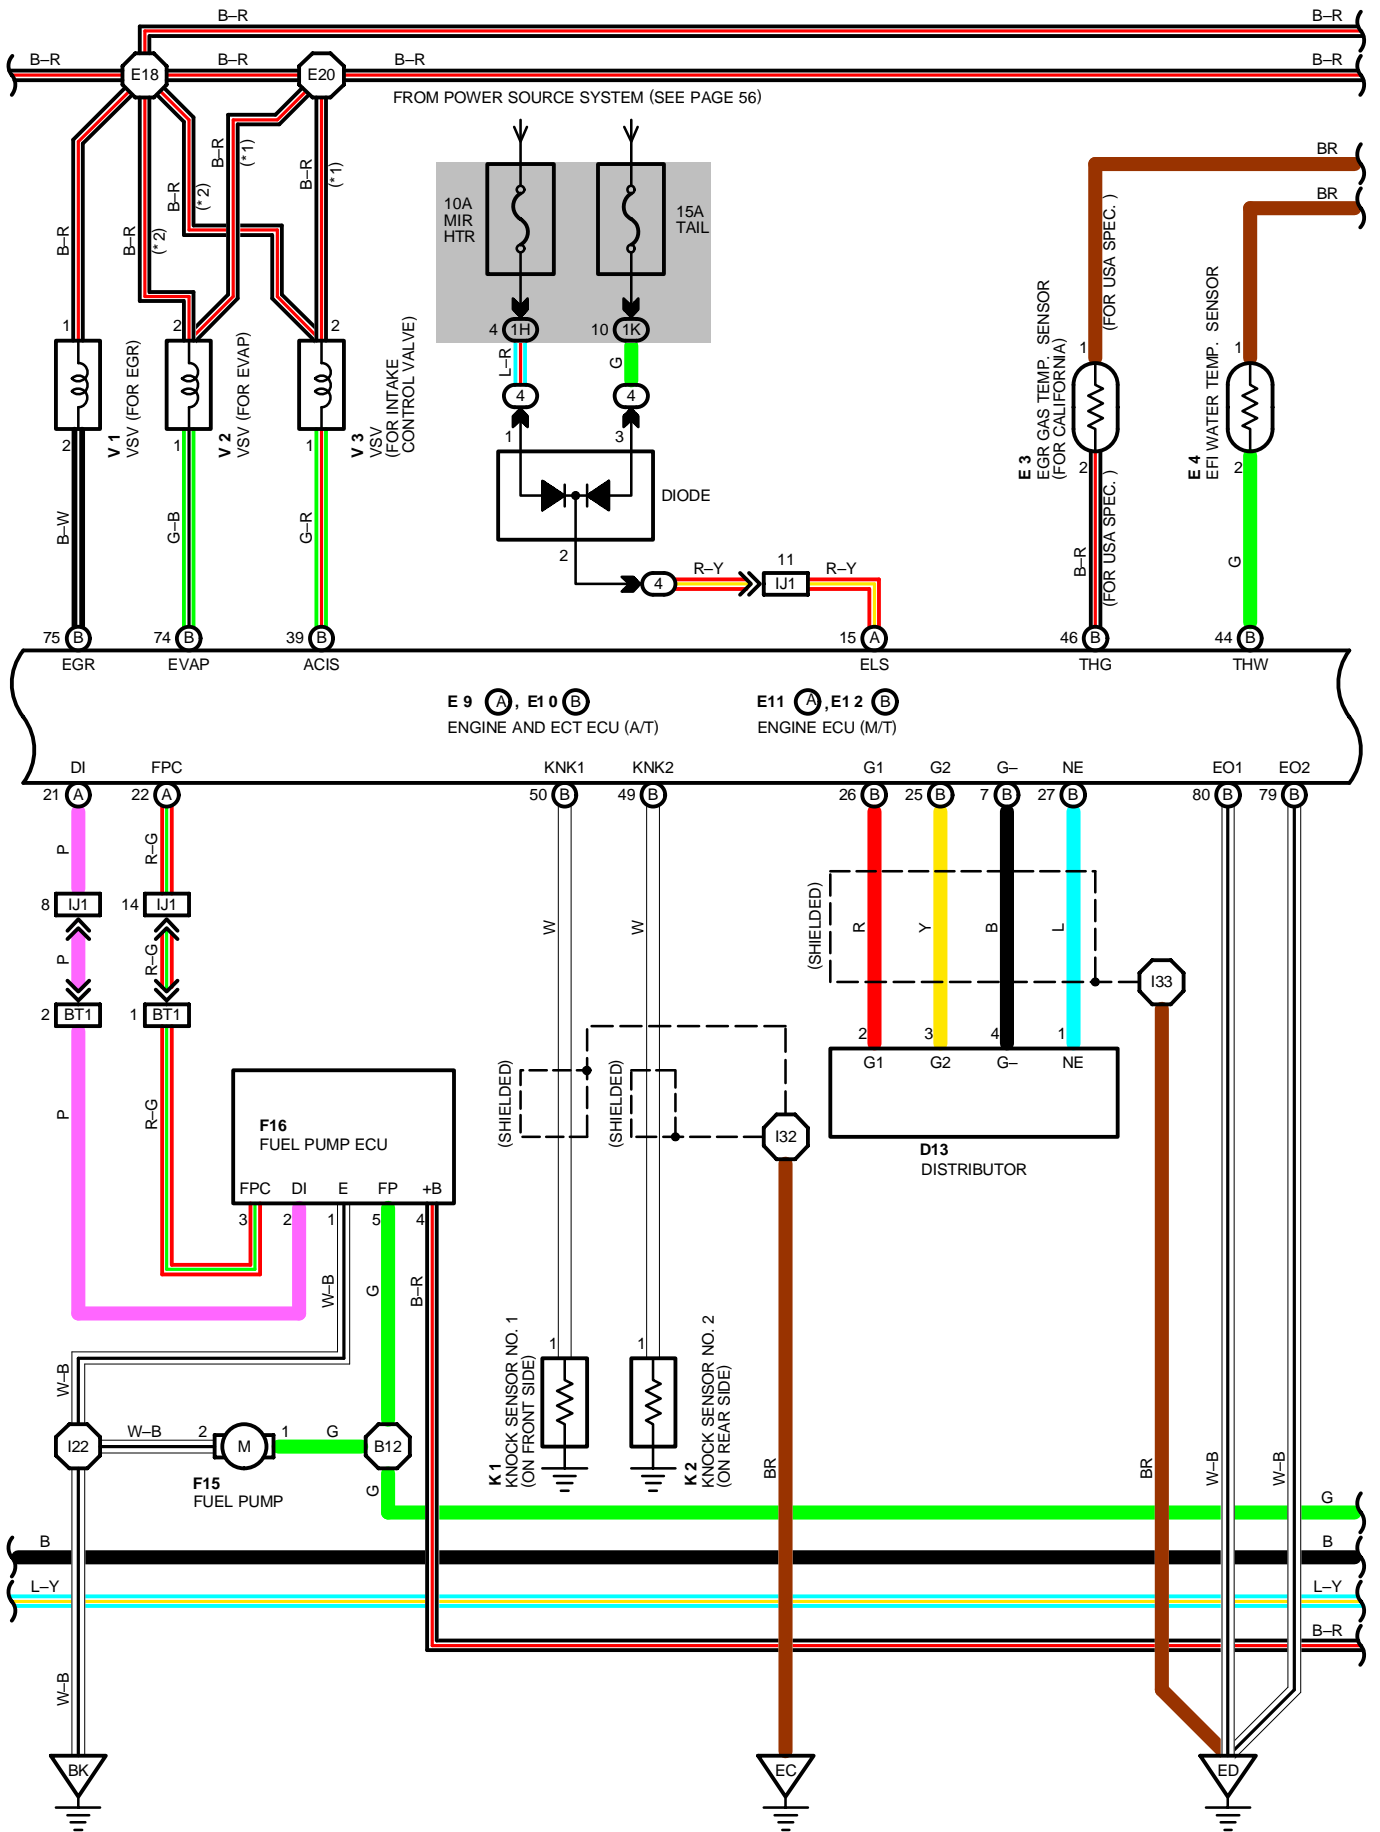 B–R
B–R
B–R
B–R
B–R
B–R
E18
E20
FROM POWER SOURCE SYSTEM (SEE PAGE 56)
B–R
B–R
(*2)
B–R
(*2)
B–R
(*1)
B–R
(*1)
10A
MIR
HTR
15A
TAIL
4
1H
10
1K
L–R
G
4
4
1
3
DIODE
2
4
R–Y
11
IJ1
R–Y
BR
BR
(FOR USA SPEC. )
1
1
E 3
EGR GAS TEMP. SENSOR
(FOR CALIFORNIA)
E 4
EFI WATER TEMP. SENSOR
2
2
B–R
(FOR USA SPEC. )
G
1
2
2
V 1
VSV (FOR EGR)
V 2
VSV (FOR EVAP)
V 3
VSV
(FOR INTAKE
CONTROL VALVE)
2
1
1
B–W
G–B
G–R
75 B
74 B
39 B
15 A
46 B
44 B
EGR
EVAP
ACIS
ELS
THG
THW
E 9 A , E10 B
ENGINE AND ECT ECU (A/T)
E11 A , E12 B
ENGINE ECU (M/T)
DI
FPC
KNK1
KNK2
G1
G2
G–
NE
EO1
EO2
21 A
22 A
50 B
49 B
26 B
25 B
7 B
27 B
80 B
79 B
P
R–G
8 IJ1
14 IJ1
P
R–G
2 BT1
1 BT1
P
R–G
W
W
(SHIELDED)
R
Y
B
L
I33
2
3
4
1
G1
G2
G–
NE
D13
DISTRIBUTOR
(SHIELDED)
(SHIELDED)
I32
F16
FUEL PUMP ECU
FPC
DI
E
FP
+B
3
2
1
5
4
W–B
G
B–R
W–B
I22
W–B
2
M
1
G
B12
F15
FUEL PUMP
G
1
1
K 1
KNOCK SENSOR NO. 1
(ON FRONT SIDE)
K 2
KNOCK SENSOR NO. 2
(ON REAR SIDE)
BR
BR
W–B
W–B
G
B
B
L–Y
L–Y
B–R
W–B
BK
EC
ED